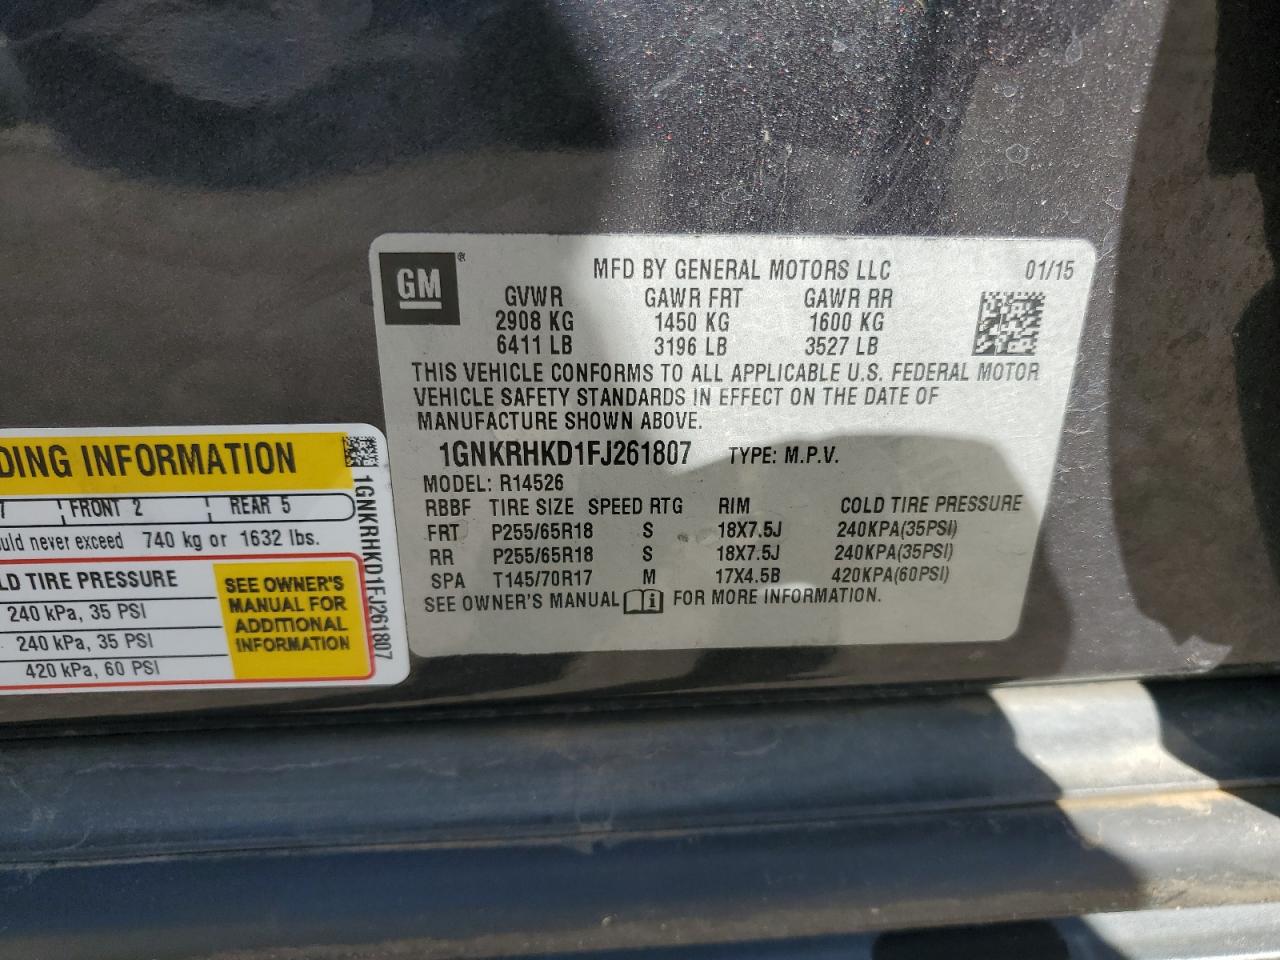 GM
®
MFD BY GENERAL MOTORS LLC 01/15
GVWR GAWR FRT GAWR RR
2908 KG 1450 KG 1600 KG
6411 LB 3196 LB 3527 LB
THIS VEHICLE CONFORMS TO ALL APPLICABLE U.S. FEDERAL MOTOR
VEHICLE SAFETY STANDARDS IN EFFECT ON THE DATE OF
MANUFACTURE SHOWN ABOVE.
1GNKRHKD1FJ261807 TYPE: M.P.V.
MODEL: R14526
RBBF TIRE SIZE SPEED RTG RIM COLD TIRE PRESSURE
FRT P255/65R18 S 18X7.5J 240KPA(35PSI)
RR P255/65R18 S 18X7.5J 240KPA(35PSI)
SPA T145/70R17 M 17X4.5B 420KPA(60PSI)
SEE OWNER'S MANUAL i FOR MORE INFORMATION.
DING INFORMATION
7 FRONT 2 REAR 5
uld never exceed 740 kg or 1632 lbs.
LD TIRE PRESSURE
240 kPa, 35 PSI
240 kPa, 35 PSI
420 kPa, 60 PSI
SEE OWNER'S
MANUAL FOR
ADDITIONAL
INFORMATION
1GNKRHKD1FJ261807